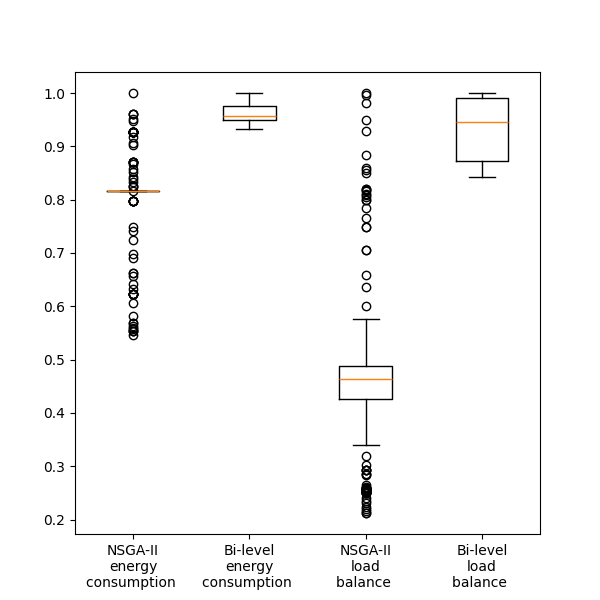 1.0
0.9
0.8
0.7
0.6
0.5
0.4
0.3
0.2
NSGA-II
energy
consumption
Bi-level
energy
consumption
NSGA-II
load
balance
Bi-level
load
balance